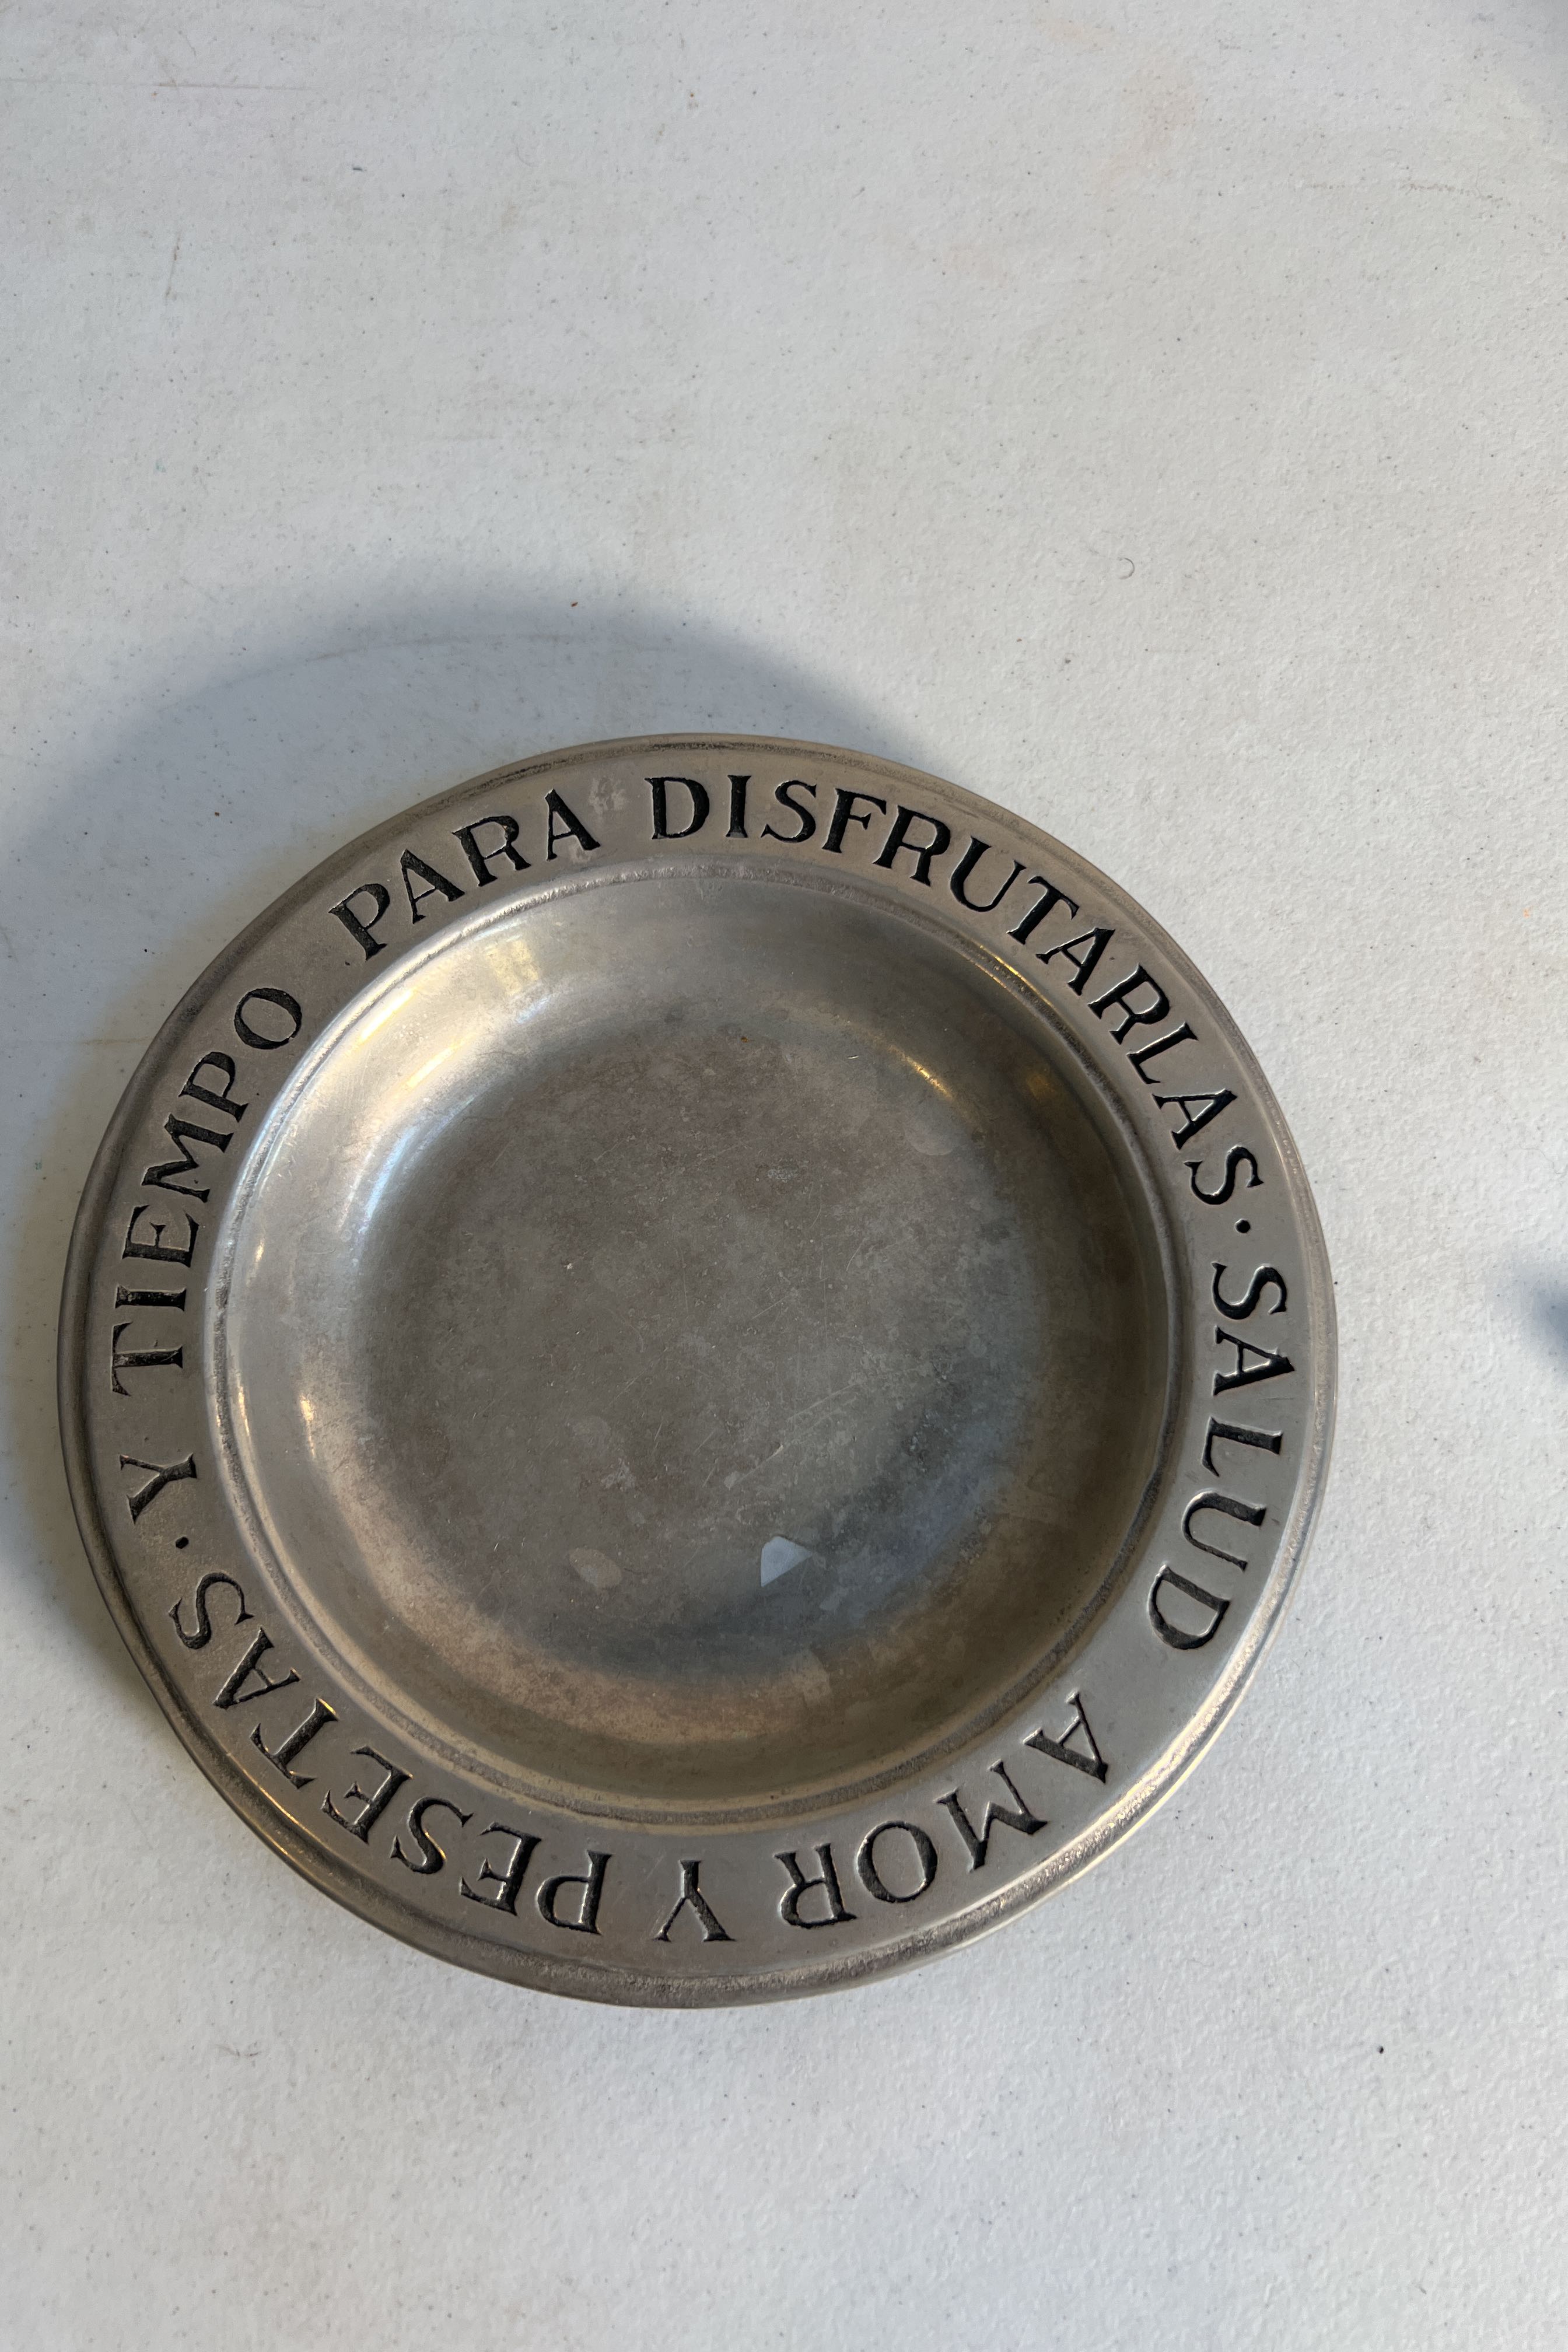 SALUD AMOR Y PESETAS · Y TIEMPO PARA DISFRUTARLAS ·